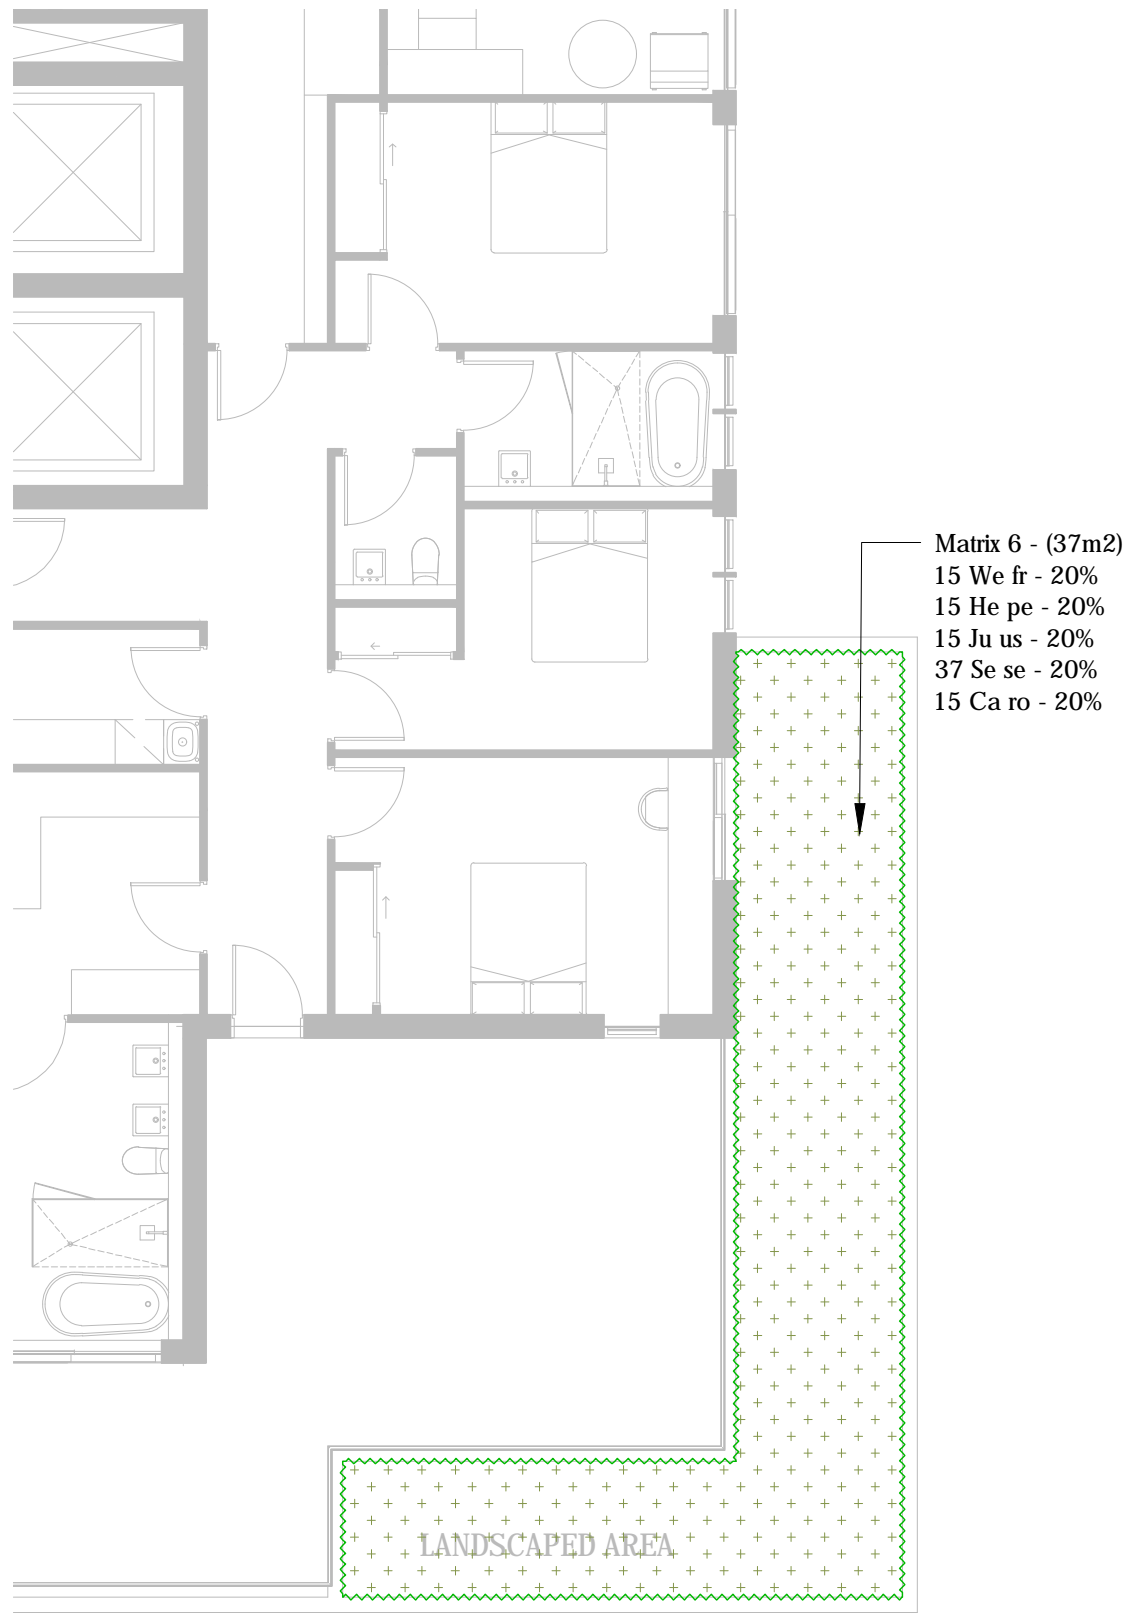 Matrix 6 - (37m2)
15 We fr - 20%
15 He pe - 20%
15 Ju us - 20%
37 Se se - 20%
15 Ca ro - 20%
LANDSCAPED AREA